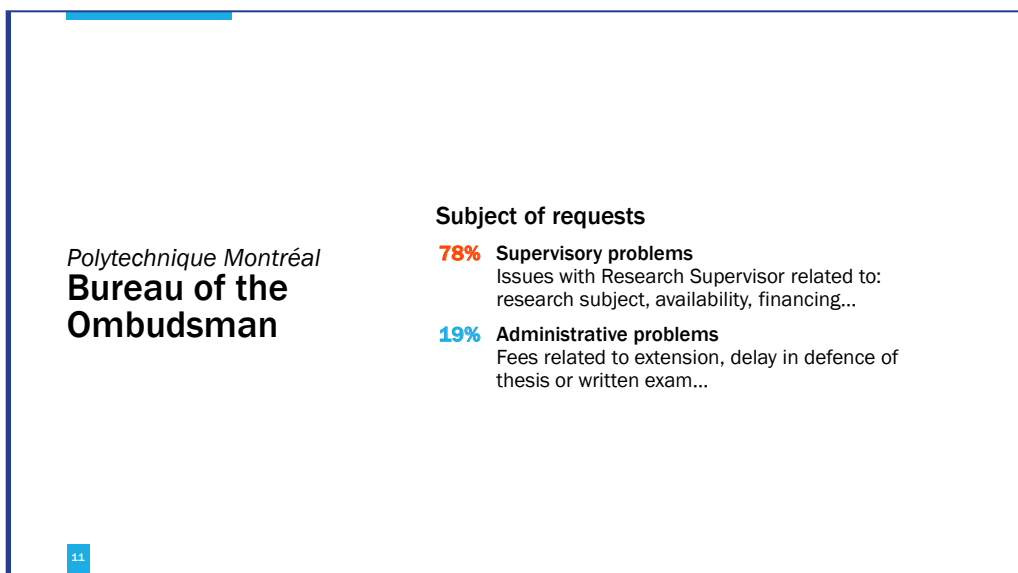 Polytechnique Montréal
Bureau of the
Ombudsman
Subject of requests
78% Supervisory problems
Issues with Research Supervisor related to:
research subject, availability, financing...
19% Administrative problems
Fees related to extension, delay in defence of
thesis or written exam...
11